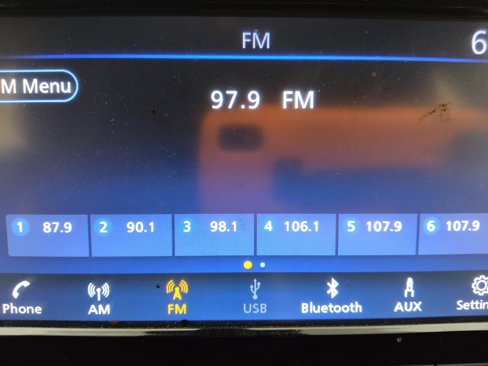 FM
6
M Menu
97.9 FM
1 87.9 2 90.1 3 98.1 4 106.1 5 107.9 6 107.9
Phone AM FM USB Bluetooth AUX Settin